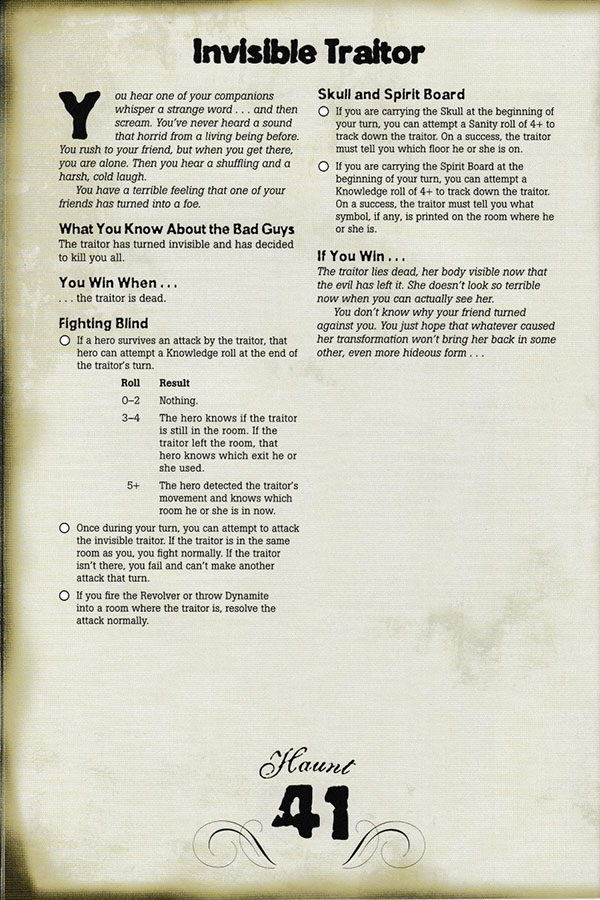 Invisible Traitor
You hear one of your companions
whisper a strange word . . . and then
scream. You've never heard a sound
that horrid from a living being before.
You rush to your friend, but when you get there,
you are alone. Then you hear a shuffling and a
harsh, cold laugh.
You have a terrible feeling that one of your
friends has turned into a foe.
What You Know About the Bad Guys
The traitor has turned invisible and has decided
to kill you all.
You Win When . . .
. . . the traitor is dead.
Fighting Blind
If a hero survives an attack by the traitor, that
hero can attempt a Knowledge roll at the end of
the traitor's turn.
Roll Result
0–2 Nothing.
3–4 The hero knows if the traitor
is still in the room. If the
traitor left the room, that
hero knows which exit he or
she used.
5+ The hero detected the traitor's
movement and knows which
room he or she is in now.
Once during your turn, you can attempt to attack
the invisible traitor. If the traitor is in the same
room as you, you fight normally. If the traitor
isn't there, you fail and can't make another
attack that turn.
If you fire the Revolver or throw Dynamite
into a room where the traitor is, resolve the
attack normally.
Skull and Spirit Board
If you are carrying the Skull at the beginning of
your turn, you can attempt a Sanity roll of 4+ to
track down the traitor. On a success, the traitor
must tell you which floor he or she is on.
If you are carrying the Spirit Board at the
beginning of your turn, you can attempt a
Knowledge roll of 4+ to track down the traitor.
On a success, the traitor must tell you what
symbol, if any, is printed on the room where he
or she is.
If You Win . . .
The traitor lies dead, her body visible now that
the evil has left it. She doesn't look so terrible
now when you can actually see her.
You don't know why your friend turned
against you. You just hope that whatever caused
her transformation won't bring her back in some
other, even more hideous form . . .
Haunt
41